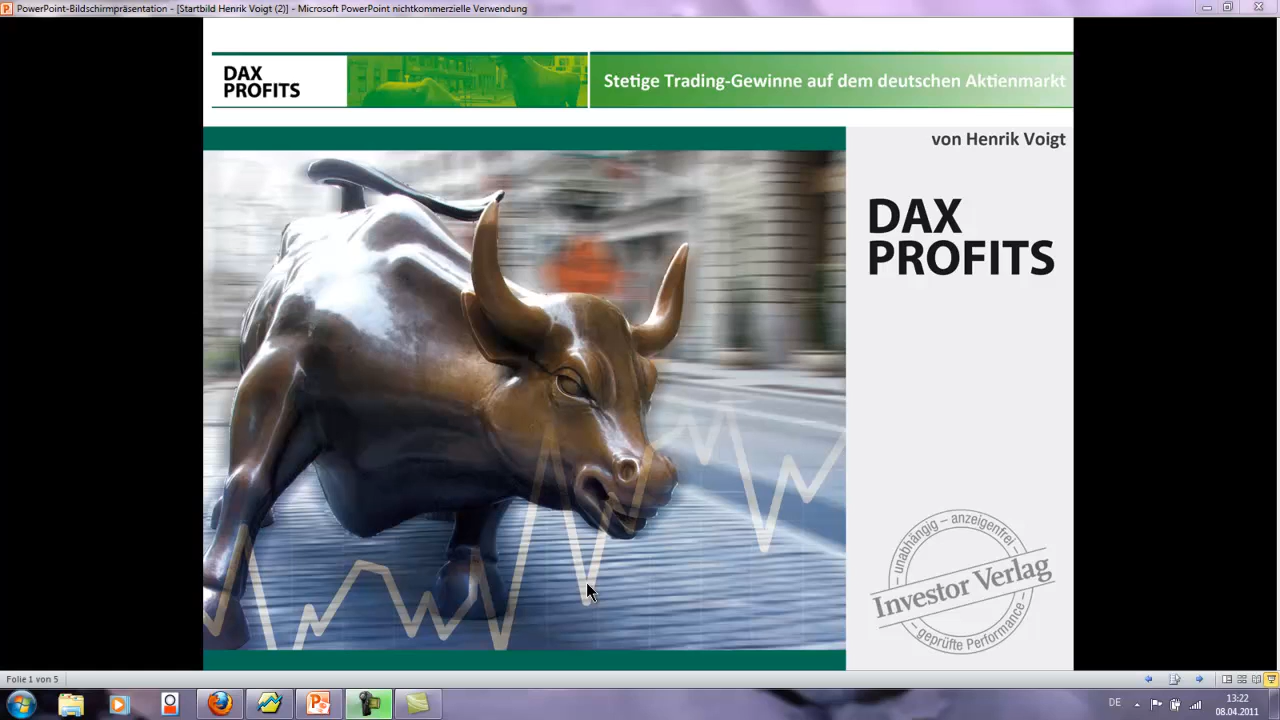 PowerPoint-Bildschirmpräsentation - [Startbild Henrik Voigt (2)] - Microsoft PowerPoint nichtkommerzielle Verwendung
DAX
PROFITS
Stetige Trading-Gewinne auf dem deutschen Aktienmarkt
von Henrik Voigt
DAX
PROFITS
– unabhängig – anzeigenfrei –
Investor Verlag
– geprüfte Performance –
Folie 1 von 5
DE
13:22
08.04.2011